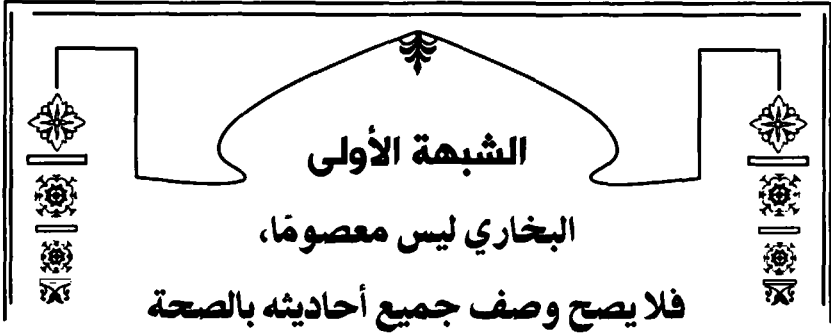 الشبهة الأولى
البخاري ليس معصومًا،
فلا يصح وصف جميع أحاديثه بالصحة